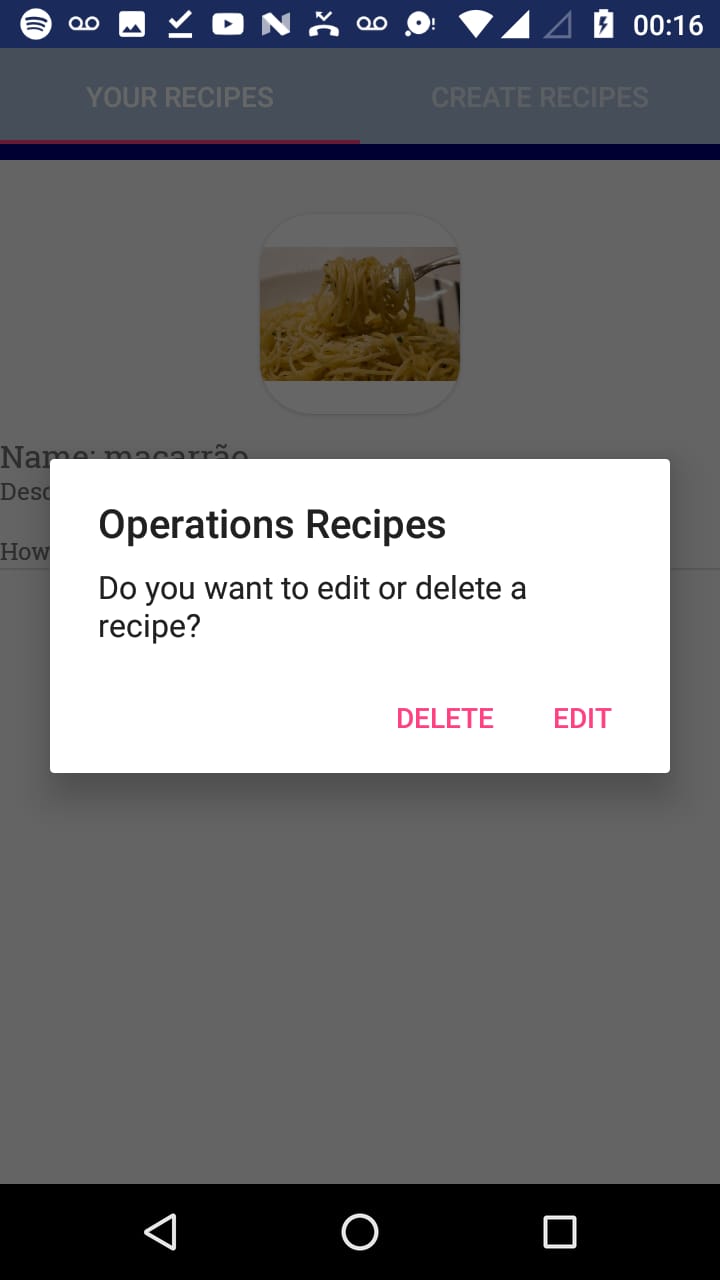 00:16
YOUR RECIPES CREATE RECIPES
Name: macarrão
Operations Recipes
Do you want to edit or delete a
recipe?
How
DELETE EDIT